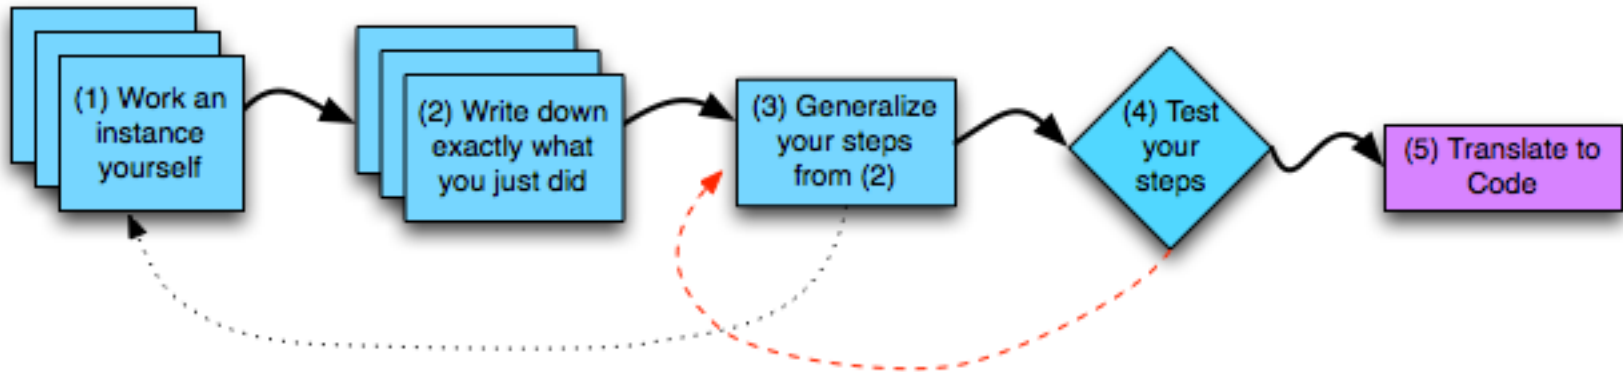 (1) Work an
instance
yourself
(2) Write down
exactly what
you just did
(3) Generalize
your steps
from (2)
(4) Test
your
steps
(5) Translate to
Code